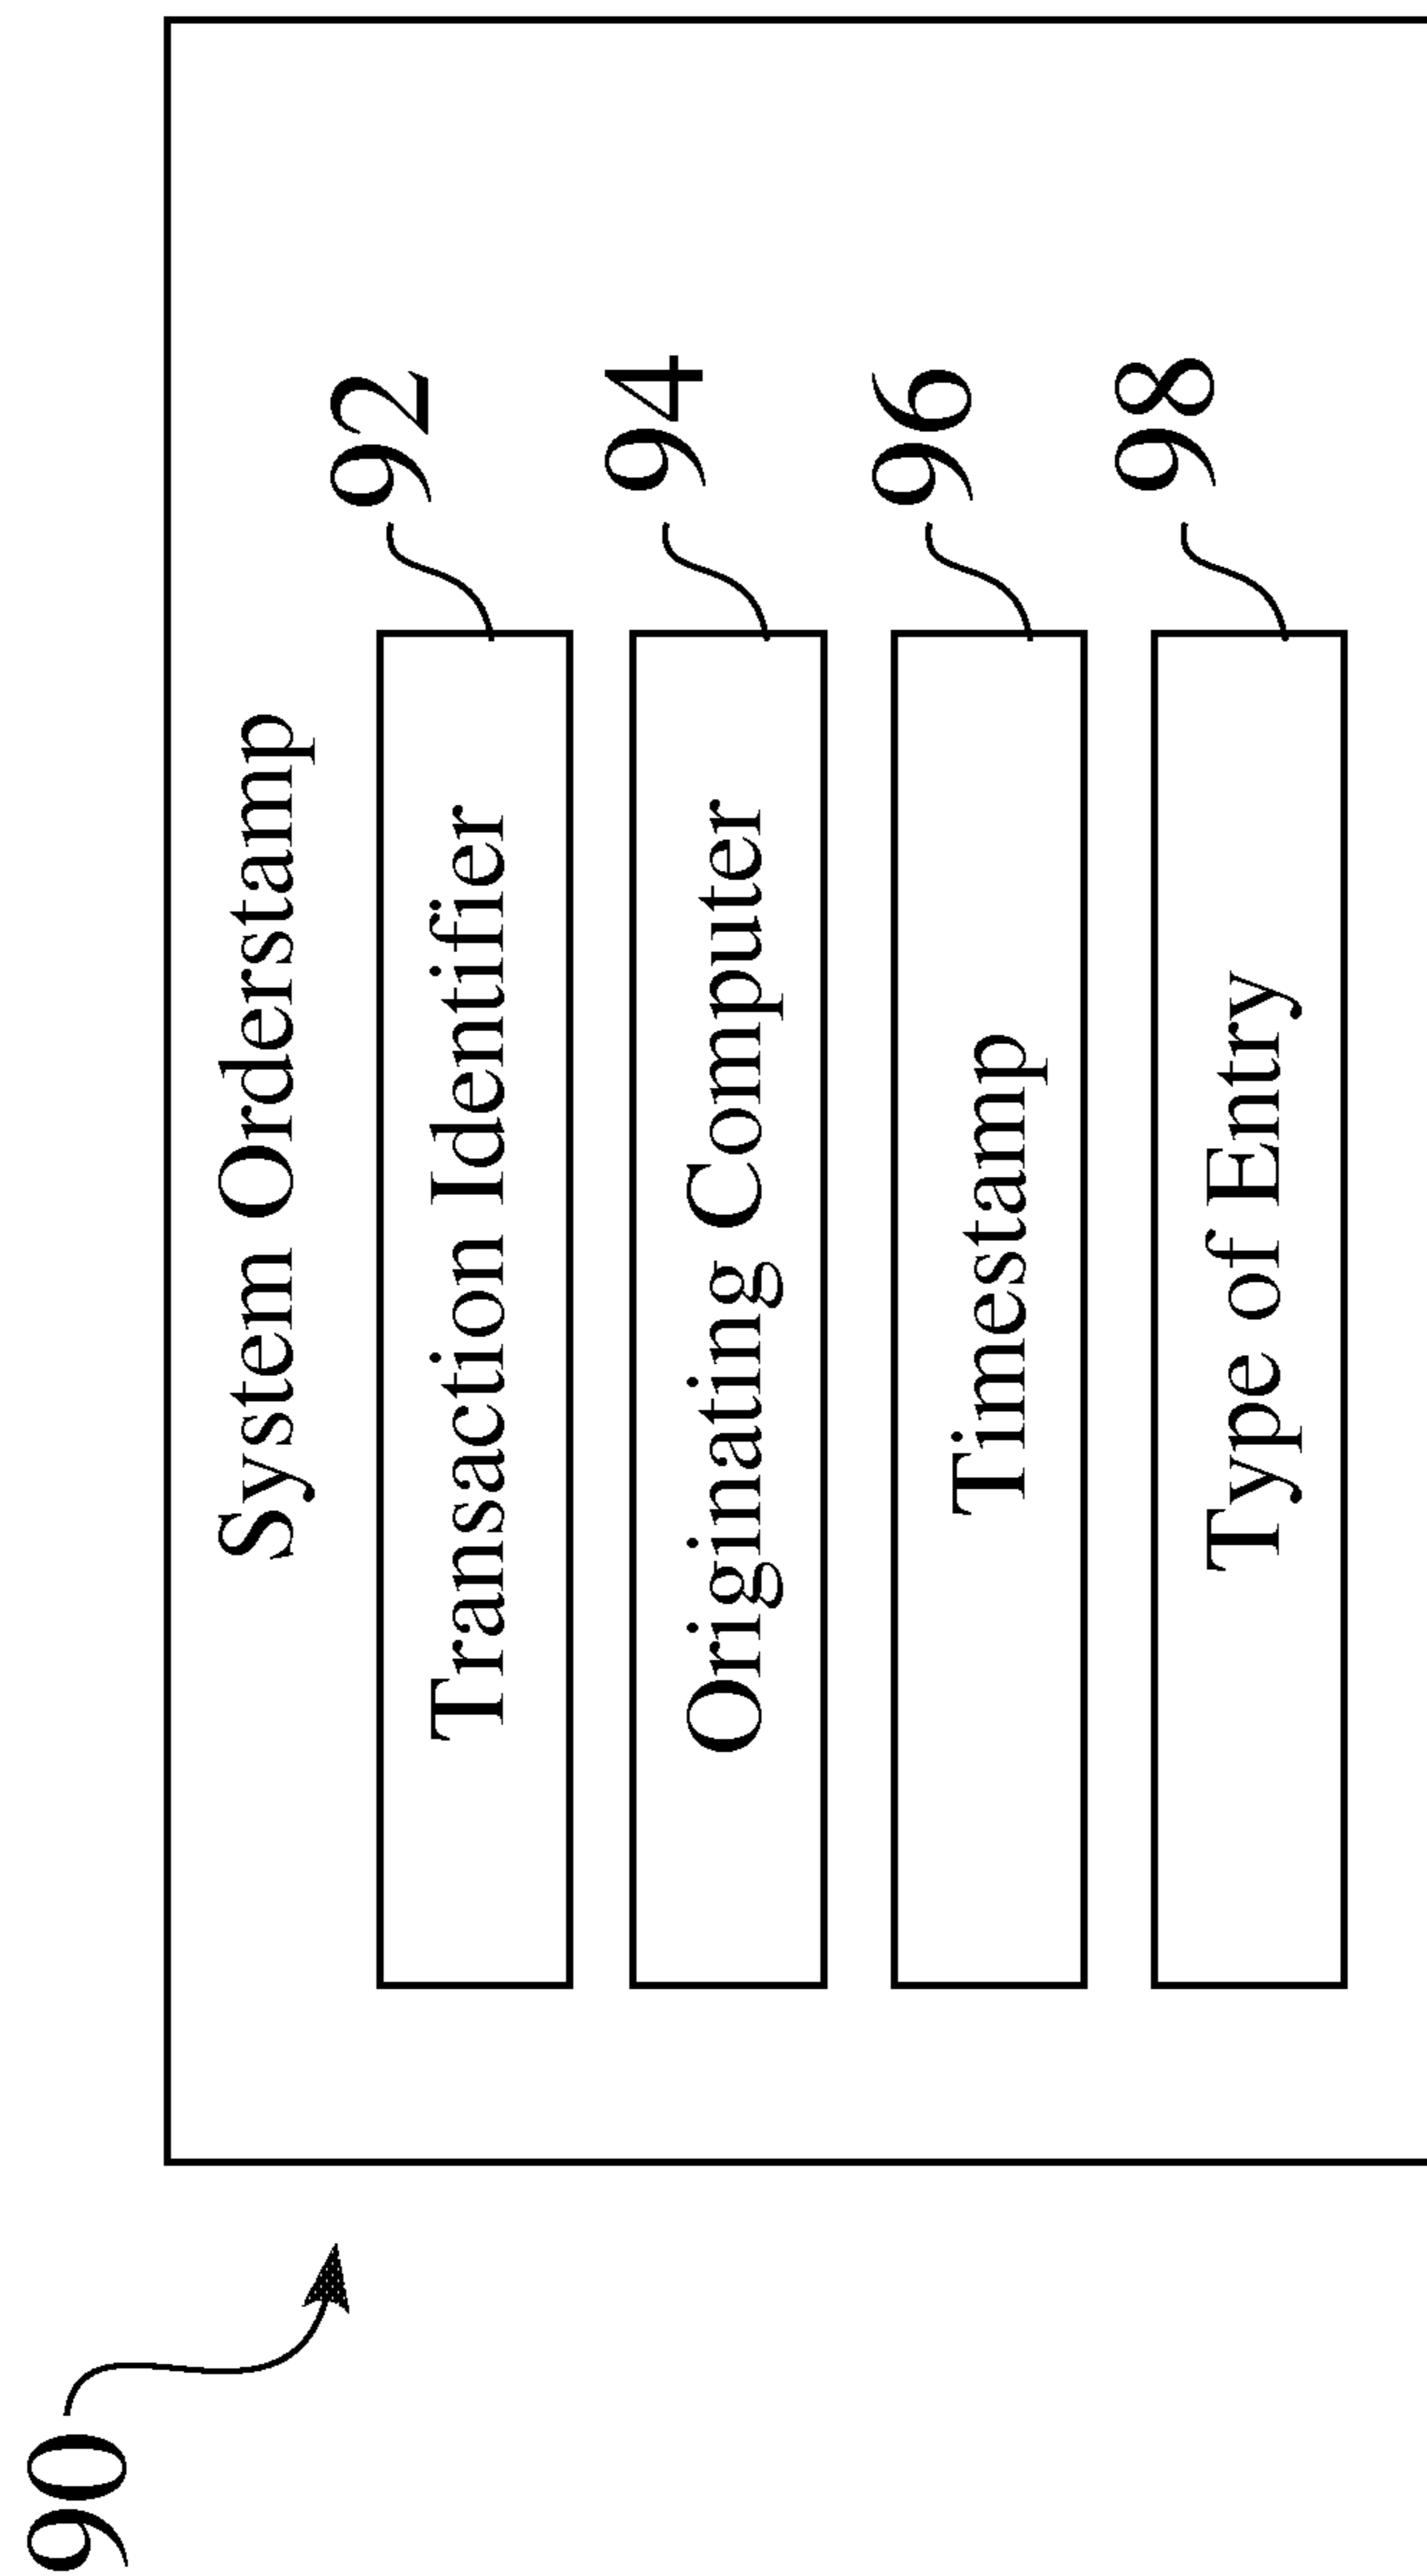 90
System Orderstamp
Transaction Identifier
92
Originating Computer
94
Timestamp
96
Type of Entry
98